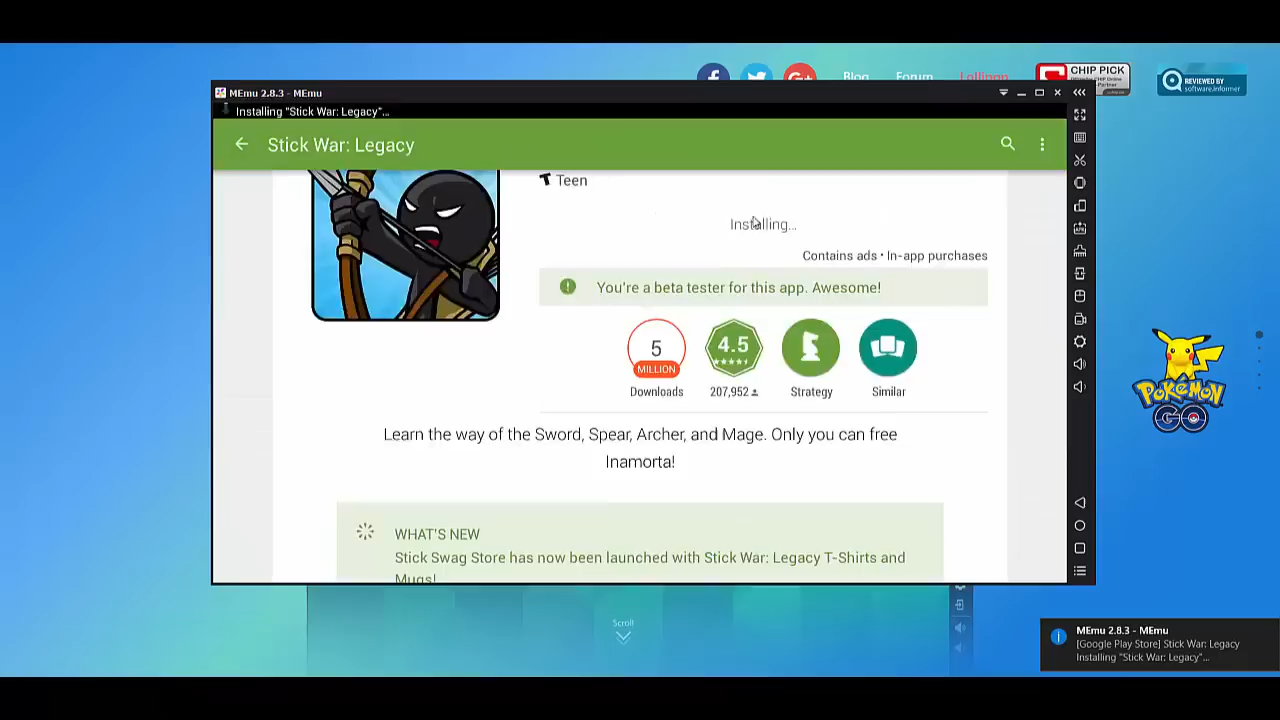 Blog
Forum
Lollipop
CHIP PICK
REVIEWED BY
software.informer
MEmu 2.8.3 - MEmu
Installing "Stick War: Legacy"...
Stick War: Legacy
Teen
Installing...
Contains ads • In-app purchases
You're a beta tester for this app. Awesome!
5
MILLION
Downloads
4.5
207,952
Strategy
Similar
Learn the way of the Sword, Spear, Archer, and Mage. Only you can free
Inamorta!
WHAT'S NEW
Stick Swag Store has now been launched with Stick War: Legacy T-Shirts and
Mugs!
POKÉMON
GO
Scroll
MEmu 2.8.3 - MEmu
[Google Play Store] Stick War: Legacy
Installing "Stick War: Legacy"...